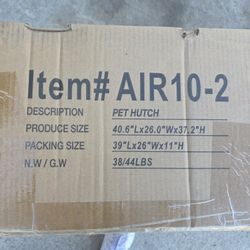 Item# AIR10-2
DESCRIPTION PET HUTCH
PRODUCE SIZE 40.6"Lx26.0"Wx37.2"H
PACKING SIZE 39"Lx26"Wx11"H
N.W / G.W 38/44LBS